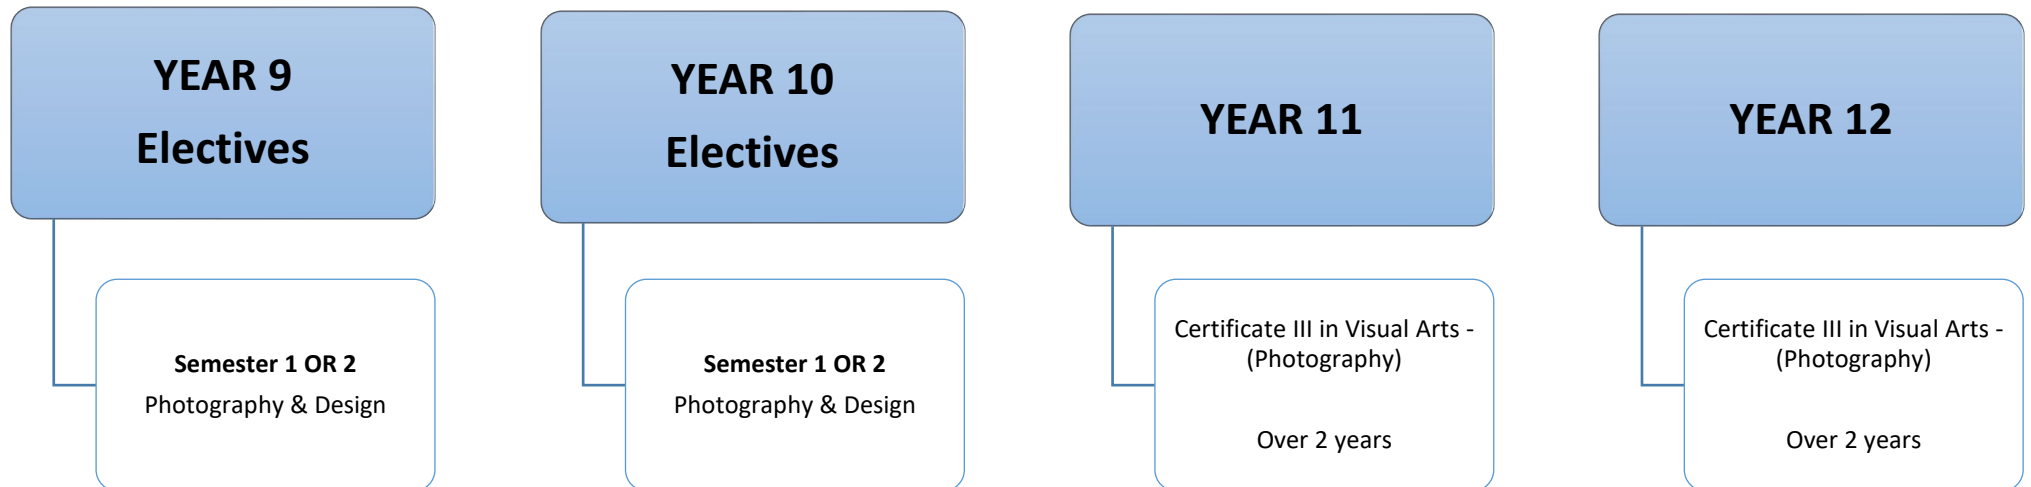 YEAR 9
Electives
Semester 1 OR 2
Photography & Design
YEAR 10
Electives
Semester 1 OR 2
Photography & Design
YEAR 11
Certificate III in Visual Arts -
(Photography)
Over 2 years
YEAR 12
Certificate III in Visual Arts -
(Photography)
Over 2 years